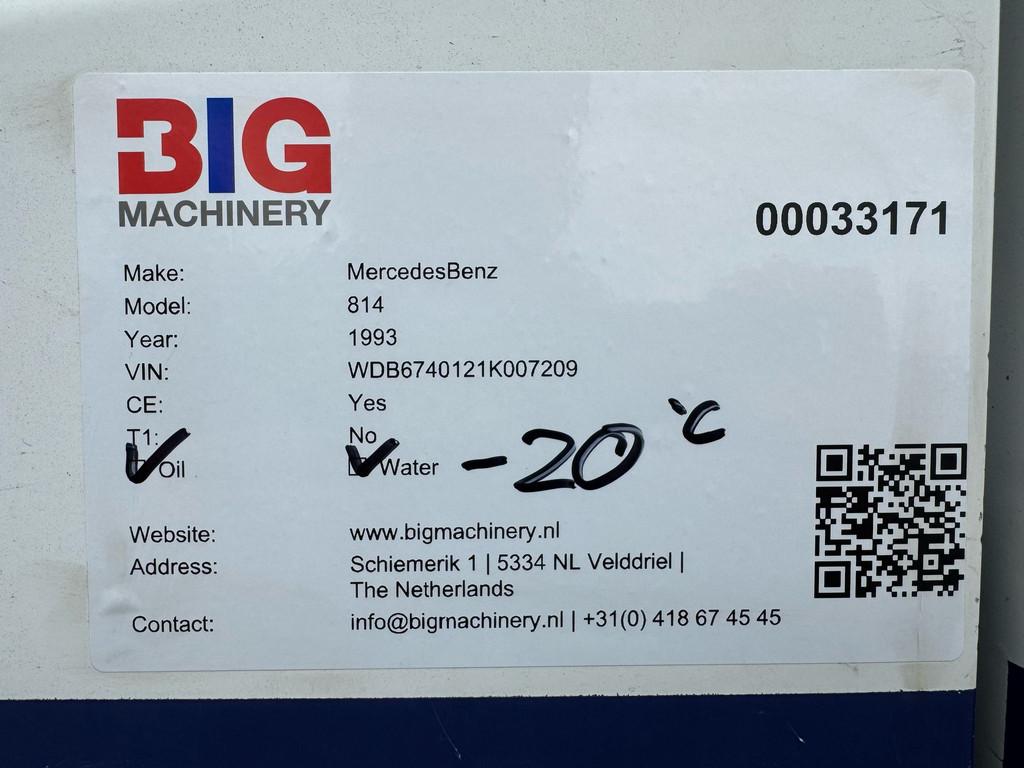 BIG
MACHINERY
00033171
Make: MercedesBenz
Model: 814
Year: 1993
VIN: WDB6740121K007209
CE: Yes
T1: No
Oil Water -20 °C
Website: www.bigmachinery.nl
Address: Schiemerik 1 | 5334 NL Velddriel |
The Netherlands
Contact: info@bigmachinery.nl | +31(0) 418 67 45 45